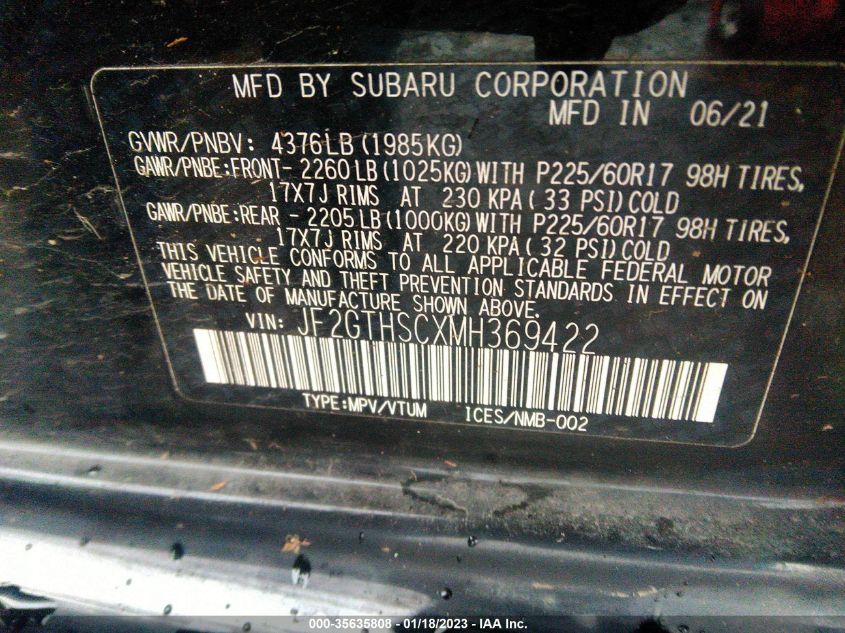 MFD BY SUBARU CORPORATION
MFD IN 06/21
GVWR/PNBV: 4376LB(1985KG)
GAWR/PNBE:FRONT- 2260LB(1025KG)WITH P225/60R17 98H TIRES,
17X7J RIMS AT 230 KPA(33 PSI)COLD
GAWR/PNBE:REAR - 2205LB(1000KG)WITH P225/60R17 98H TIRES,
17X7J RIMS AT 220 KPA(32 PSI)COLD
THIS VEHICLE CONFORMS TO ALL APPLICABLE FEDERAL MOTOR
VEHICLE SAFETY AND THEFT PREVENTION STANDARDS IN EFFECT ON
THE DATE OF MANUFACTURE SHOWN ABOVE.
VIN: JF2GTHSCXMH369422
TYPE:MPV/VTUM ICES/NMB-002
000-35635808 - 01/18/2023 - IAA Inc.